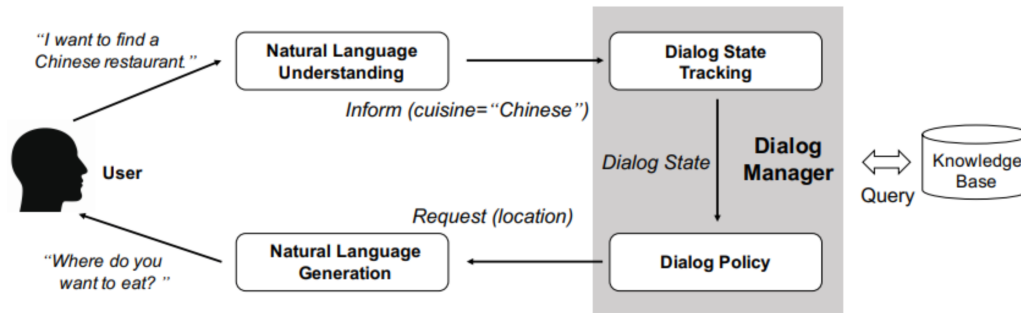 “I want to find a
Chinese restaurant.”
Natural Language
Understanding
Inform (cuisine=“Chinese”)
Dialog State
Tracking
Dialog State
Dialog
Manager
Query
Knowledge
Base
User
Request (location)
Natural Language
Generation
Dialog Policy
“Where do you
want to eat? ”